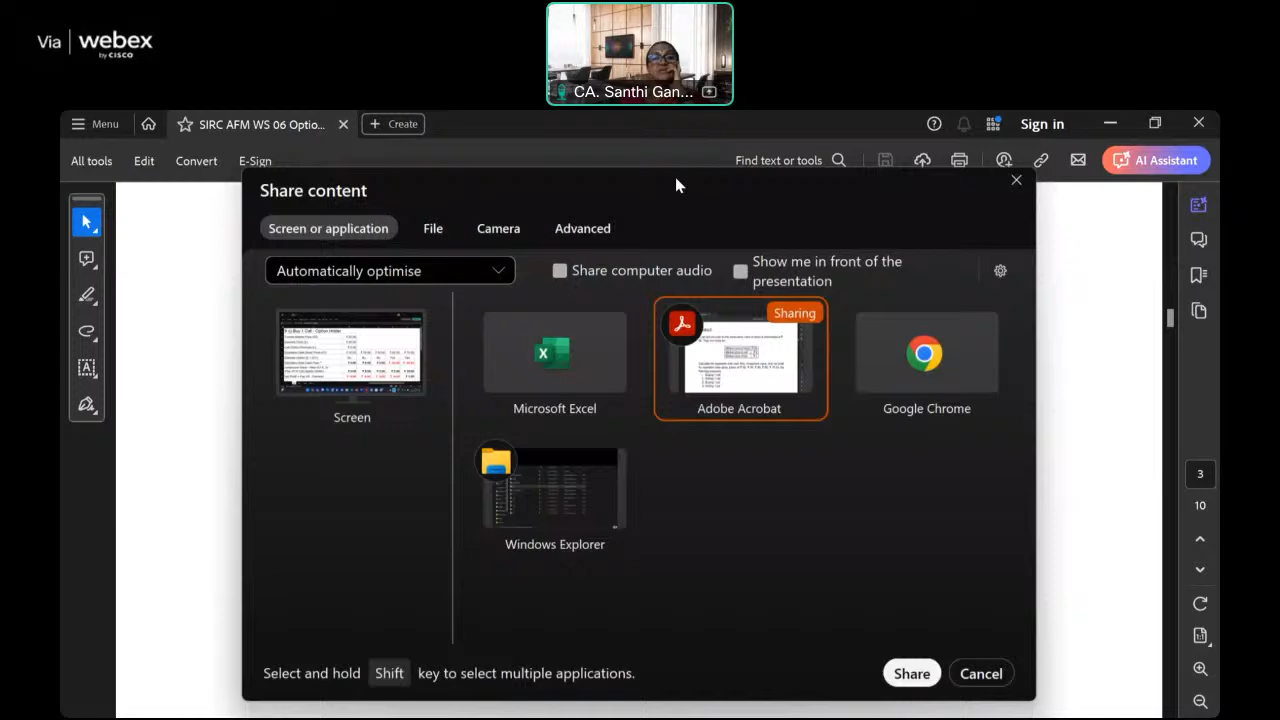 Via | webex
by CISCO
CA. Santhi Gan...
Menu
SIRC AFM WS 06 Optio...
+ Create
Sign in
All tools
Edit
Convert
E-Sign
Find text or tools
AI Assistant
Share content
Screen or application
File
Camera
Advanced
Automatically optimise
Share computer audio
Show me in front of the
presentation
Sharing
Screen
Microsoft Excel
Adobe Acrobat
Google Chrome
Windows Explorer
3
10
Select and hold Shift key to select multiple applications.
Share
Cancel